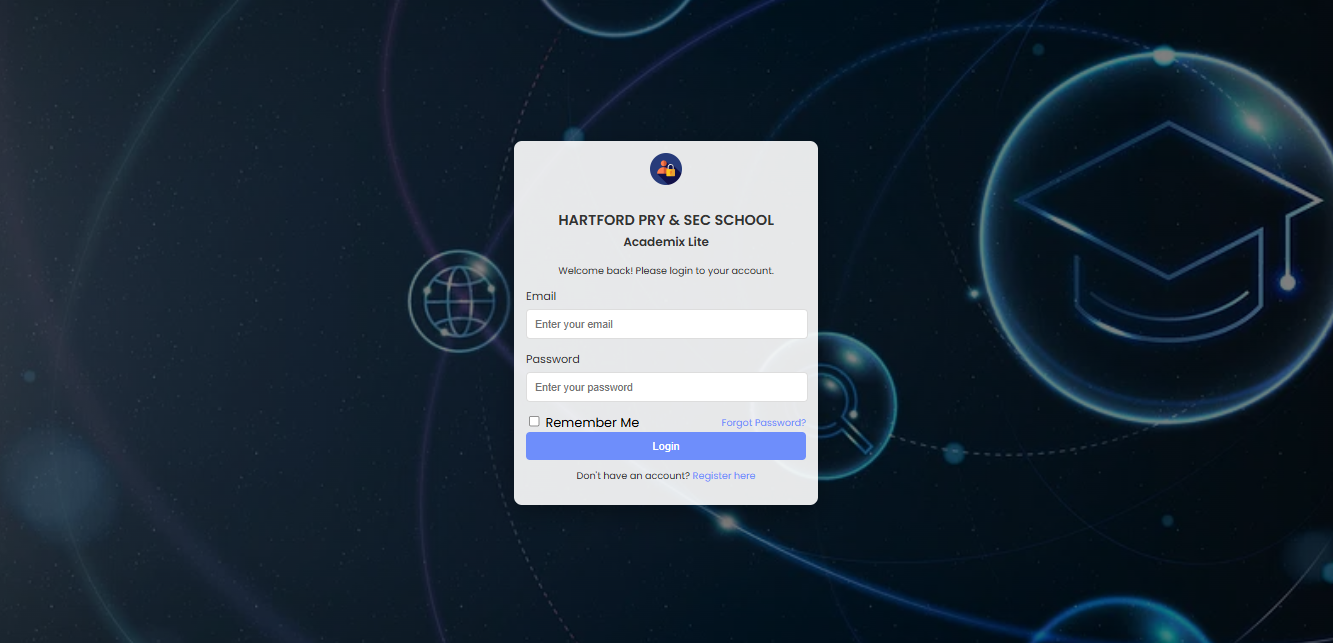 HARTFORD PRY & SEC SCHOOL
Academix Lite
Welcome back! Please login to your account.
Email
Enter your email
Password
Enter your password
Remember Me Forgot Password?
Login
Don't have an account? Register here